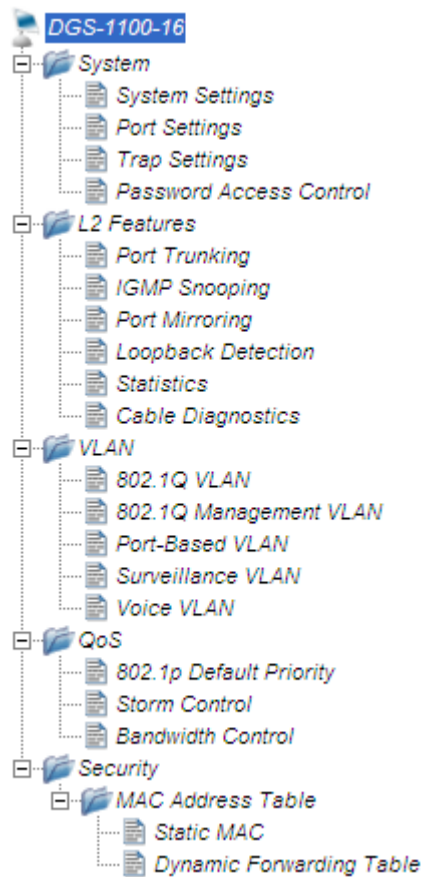 DGS-1100-16
System
System Settings
Port Settings
Trap Settings
Password Access Control
L2 Features
Port Trunking
IGMP Snooping
Port Mirroring
Loopback Detection
Statistics
Cable Diagnostics
VLAN
802.1Q VLAN
802.1Q Management VLAN
Port-Based VLAN
Surveillance VLAN
Voice VLAN
QoS
802.1p Default Priority
Storm Control
Bandwidth Control
Security
MAC Address Table
Static MAC
Dynamic Forwarding Table